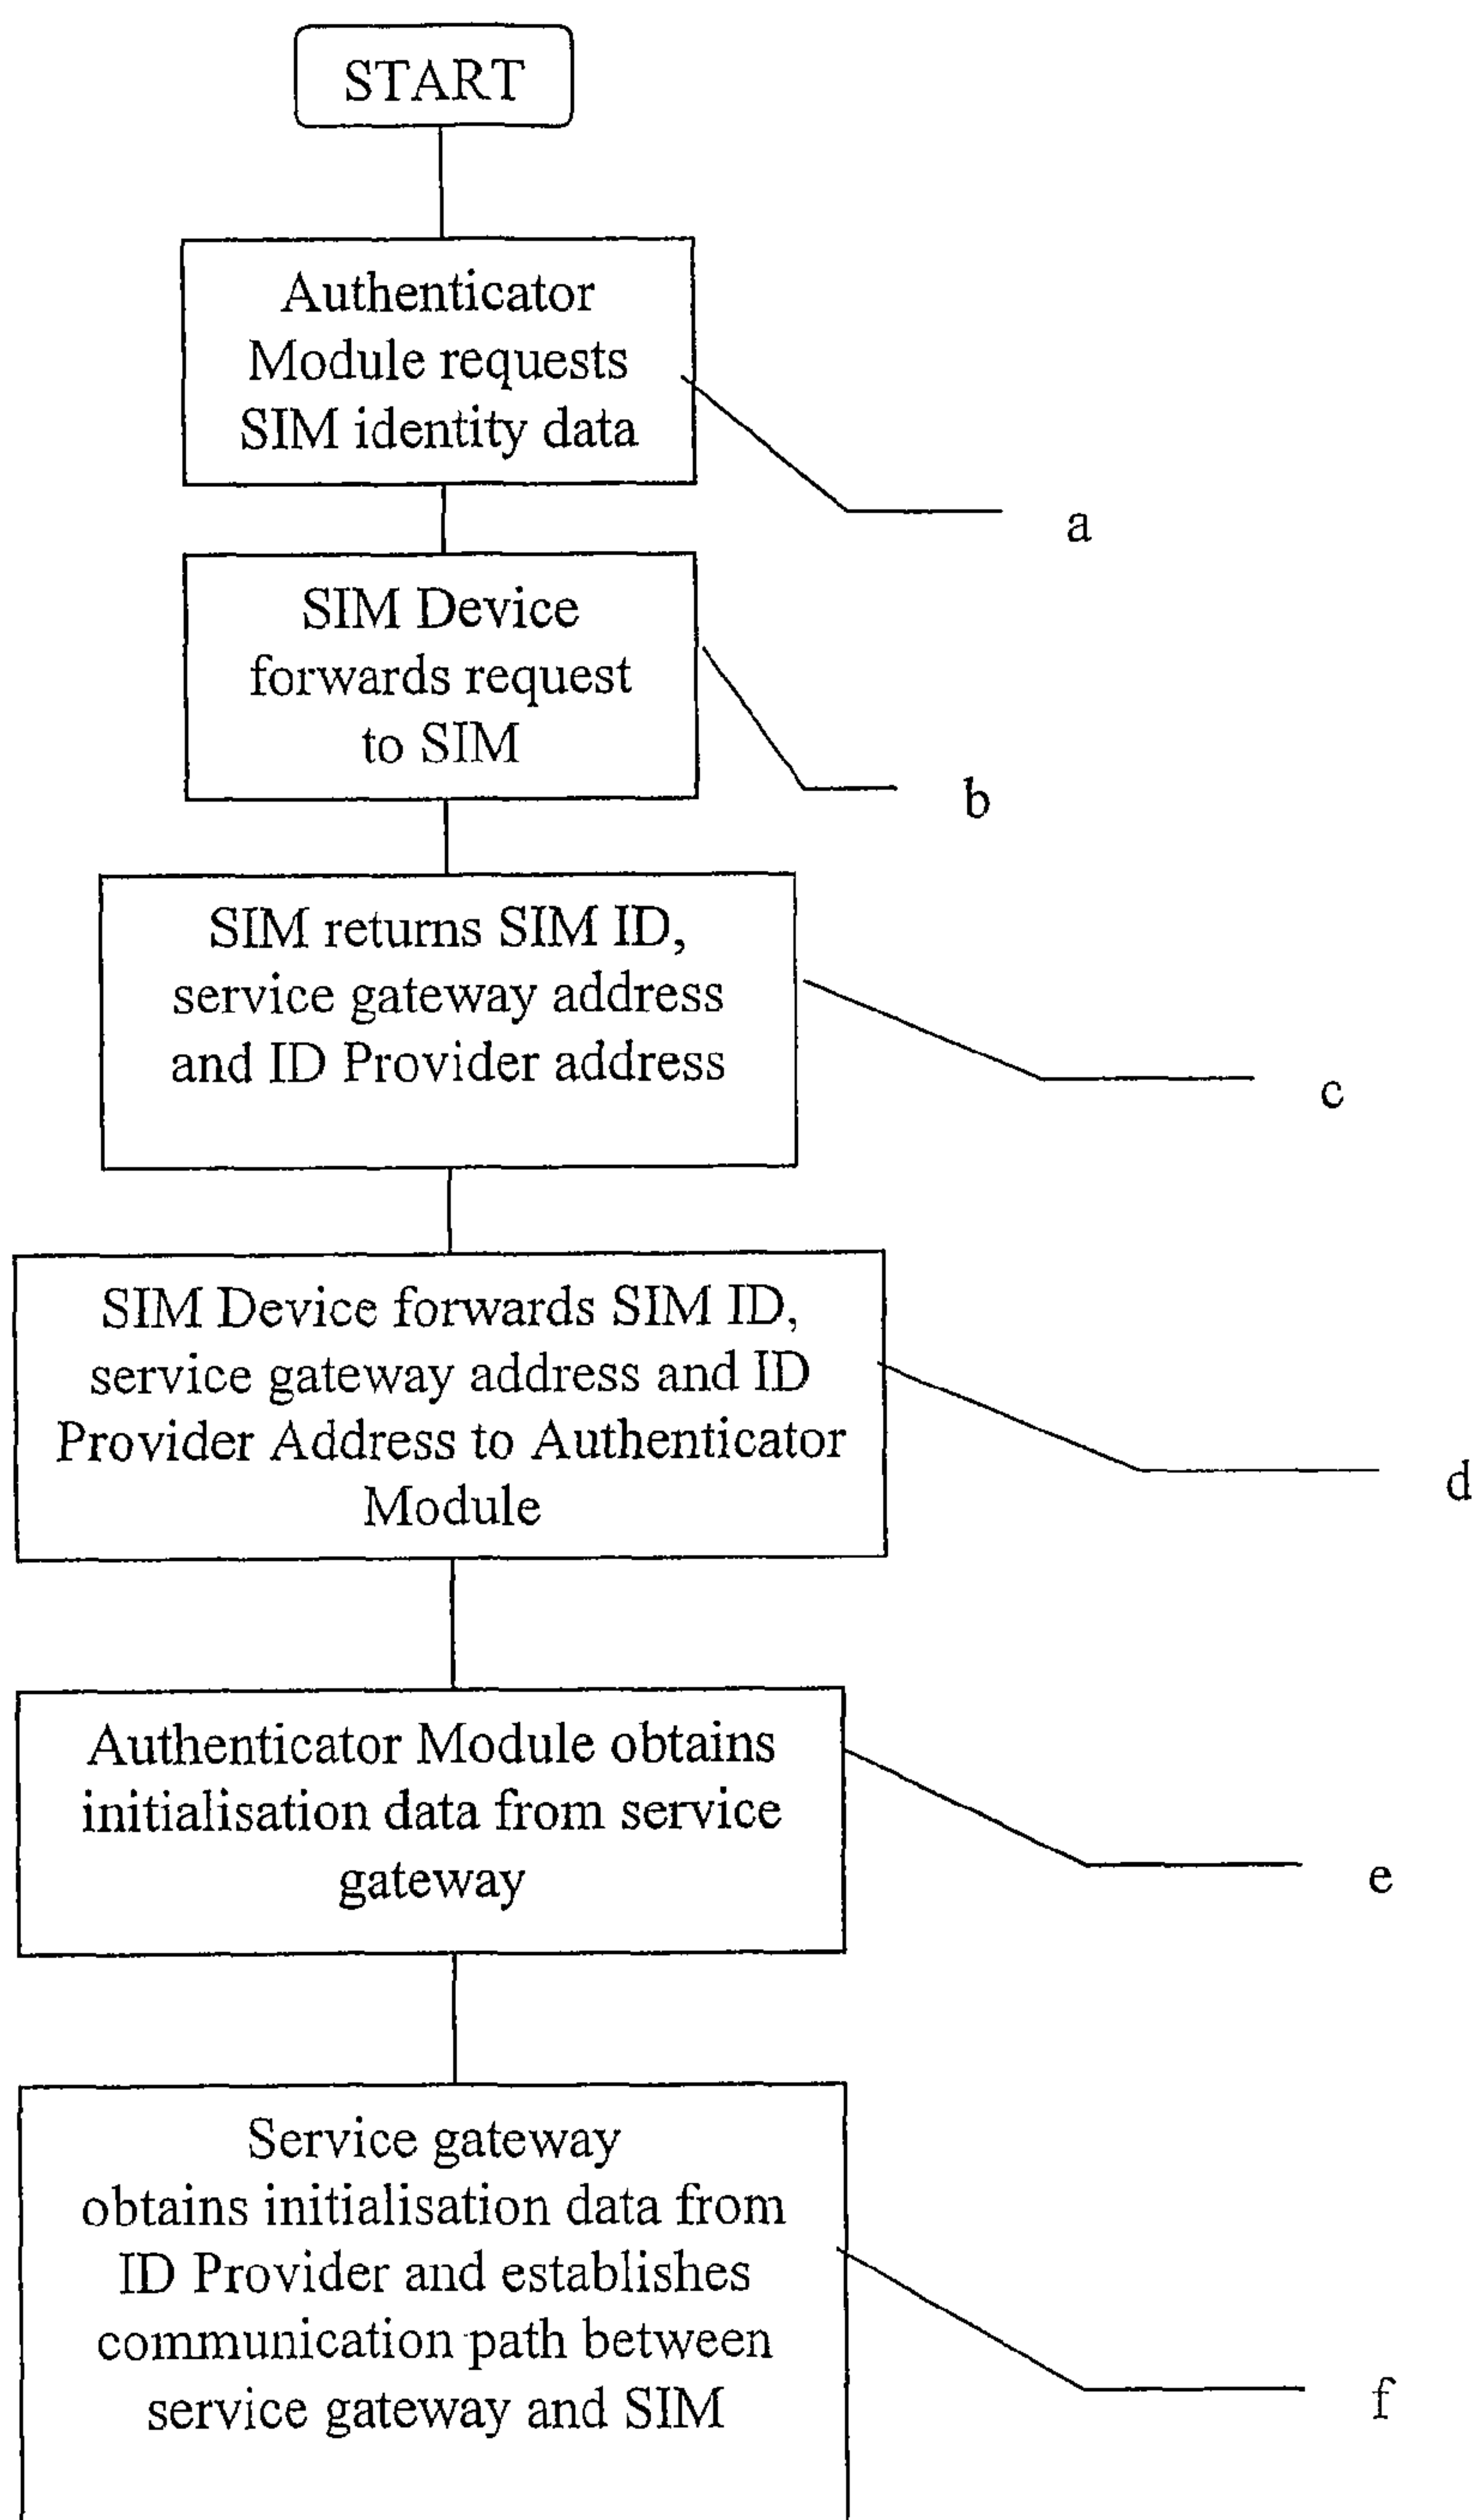 START
Authenticator
Module requests
SIM identity data
a
SIM Device
forwards request
to SIM
b
SIM returns SIM ID,
service gateway address
and ID Provider address
c
SIM Device forwards SIM ID,
service gateway address and ID
Provider Address to Authenticator
Module
d
Authenticator Module obtains
initialisation data from service
gateway
e
Service gateway
obtains initialisation data from
ID Provider and establishes
communication path between
service gateway and SIM
f